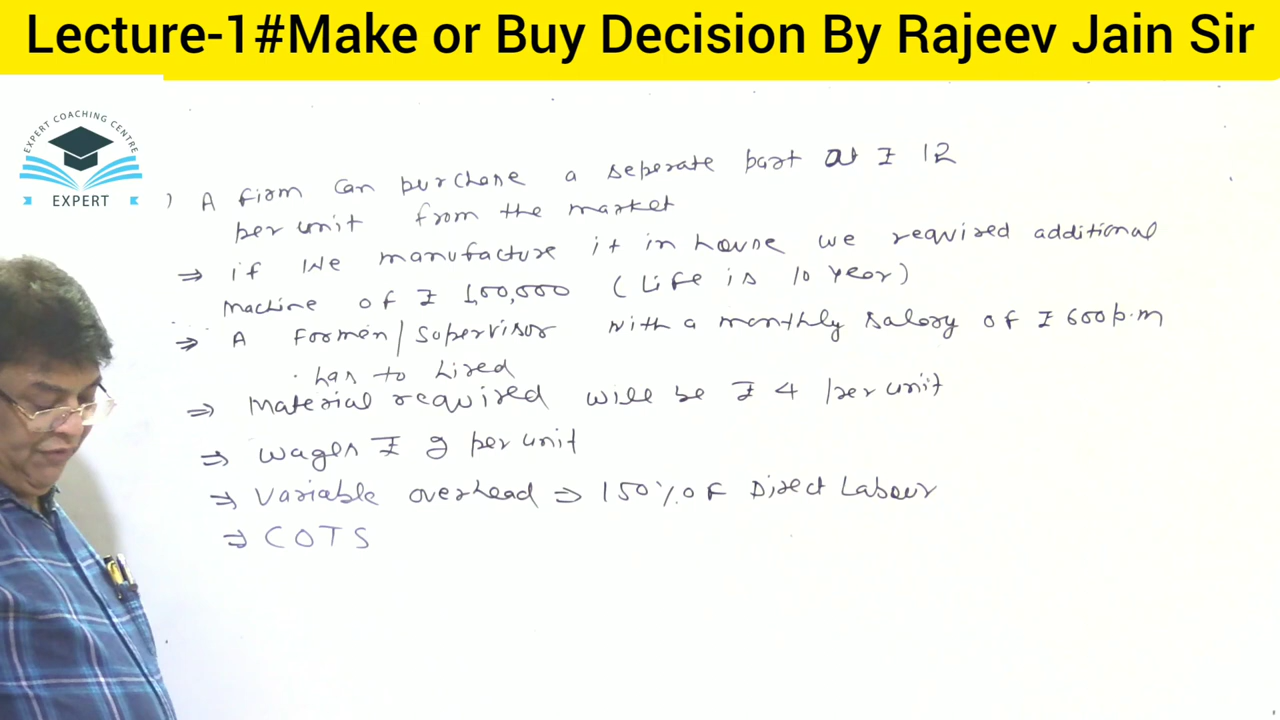 Lecture-1#Make or Buy Decision By Rajeev Jain Sir
EXPERT COACHING CENTRE
EXPERT
) A firm can purchase a seperate part at ₹ 12
per unit from the market
⇒ if We manufacture it in house we required additional
machine of ₹ 1,00,000 (Life is 10 year)
⇒ A Formen/Supervisor with a monthly salory of ₹ 600 p.m
has to hired
⇒ Material required will be ₹ 4 /per unit
⇒ Wages ₹ 2 per unit
⇒ Variable overhead ⇒ 150% OF Direct Labour
⇒ COTS